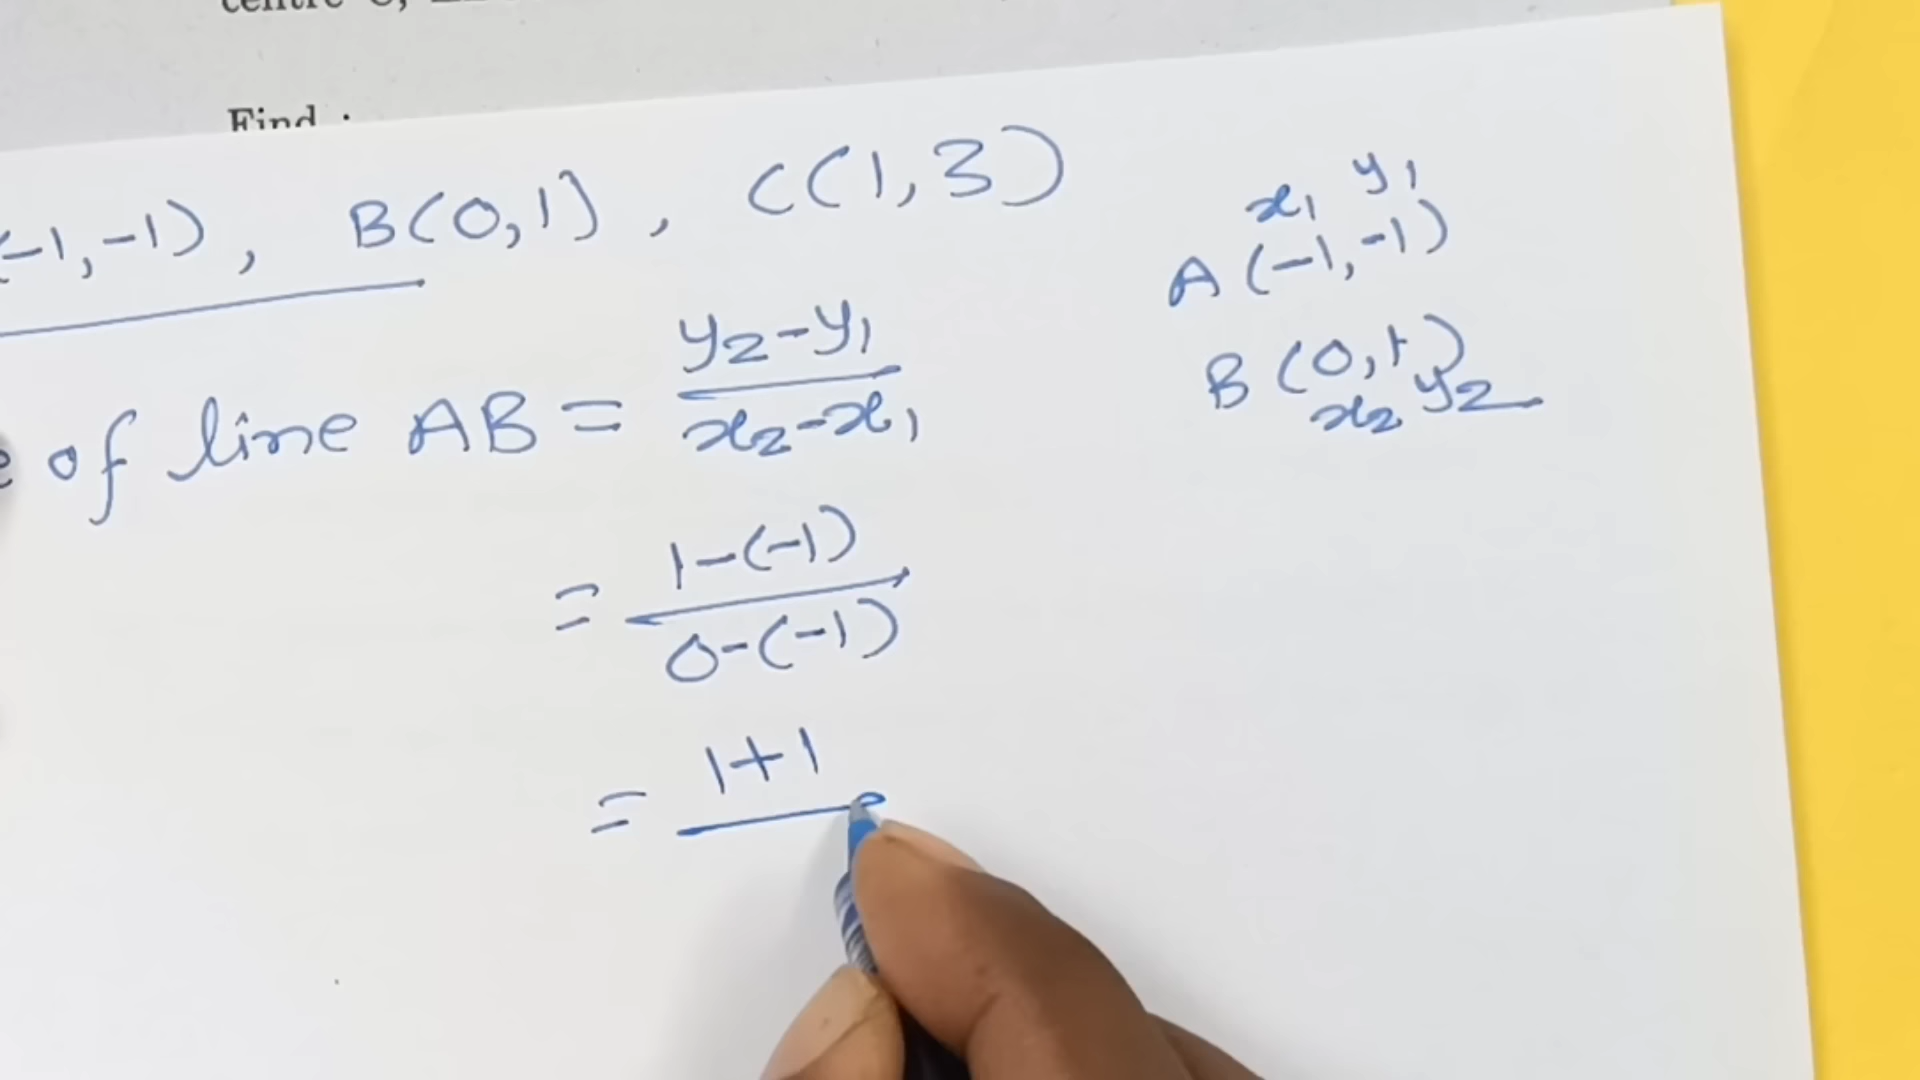 Find :
(-1,-1), B(0,1), C(1,3)
of line AB = y₂-y₁ / x₂-x₁
= 1-(-1) / 0-(-1)
= 1+1
x₁ y₁
A(-1,-1)
B(0,1)
x₂ y₂